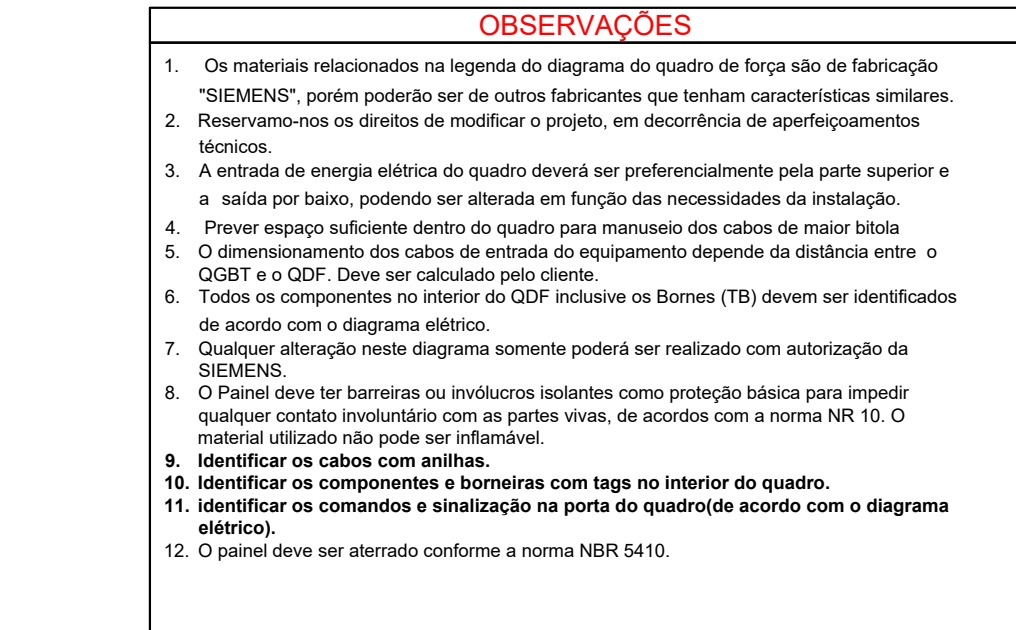 OBSERVAÇÕES
1. Os materiais relacionados na legenda do diagrama do quadro de força são de fabricação
"SIEMENS", porém poderão ser de outros fabricantes que tenham características similares.
2. Reservamo-nos os direitos de modificar o projeto, em decorrência de aperfeiçoamentos
técnicos.
3. A entrada de energia elétrica do quadro deverá ser preferencialmente pela parte superior e
a saída por baixo, podendo ser alterada em função das necessidades da instalação.
4. Prever espaço suficiente dentro do quadro para manuseio dos cabos de maior bitola
5. O dimensionamento dos cabos de entrada do equipamento depende da distância entre o
QGBT e o QDF. Deve ser calculado pelo cliente.
6. Todos os componentes no interior do QDF inclusive os Bornes (TB) devem ser identificados
de acordo com o diagrama elétrico.
7. Qualquer alteração neste diagrama somente poderá ser realizado com autorização da
SIEMENS.
8. O Painel deve ter barreiras ou invólucros isolantes como proteção básica para impedir
qualquer contato involuntário com as partes vivas, de acordos com a norma NR 10. O
material utilizado não pode ser inflamável.
9. Identificar os cabos com anilhas.
10. Identificar os componentes e borneiras com tags no interior do quadro.
11. identificar os comandos e sinalização na porta do quadro(de acordo com o diagrama
elétrico).
12. O painel deve ser aterrado conforme a norma NBR 5410.